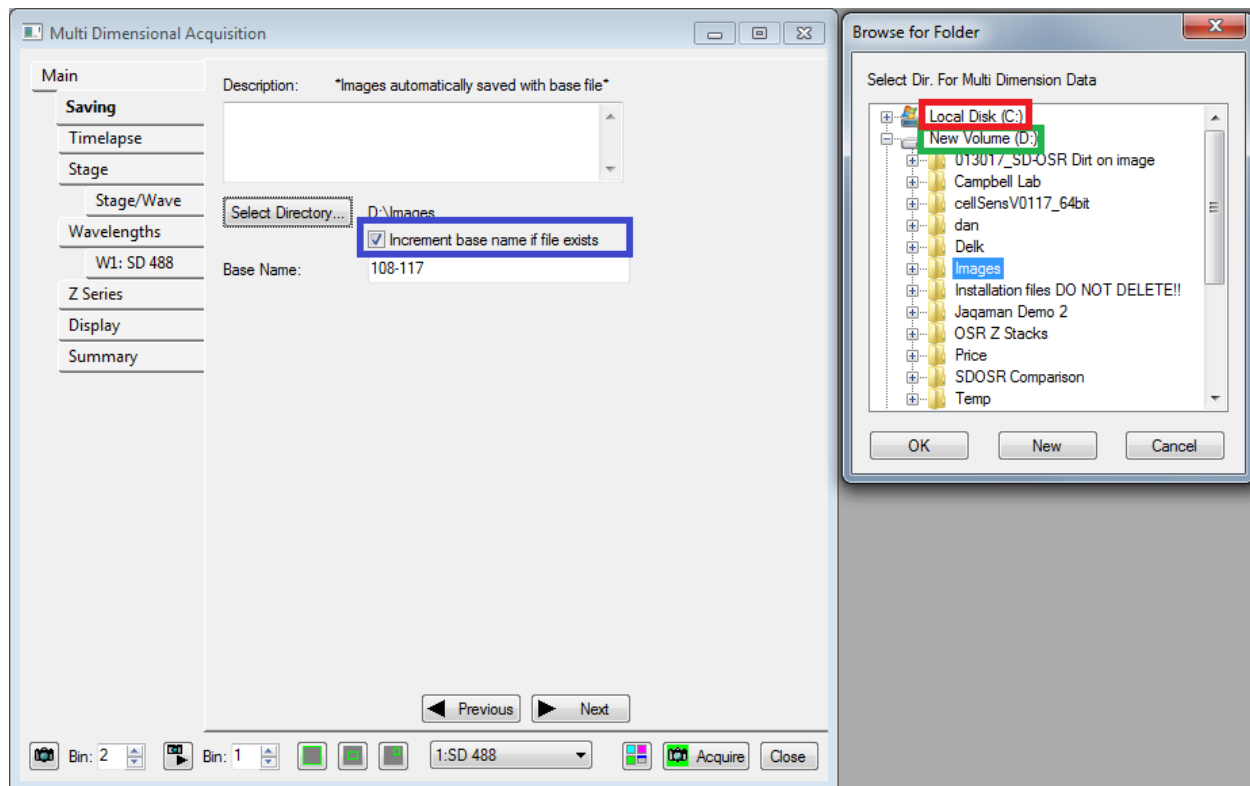 Multi Dimensional Acquisition
Main
Saving
Timelapse
Stage
Stage/Wave
Wavelengths
W1: SD 488
Z Series
Display
Summary
Description: *Images automatically saved with base file*
Select Directory... D:\Images
Increment base name if file exists
Base Name: 108-117
Previous Next
Bin: 2 Bin: 1 1:SD 488 Acquire Close
Browse for Folder
Select Dir. For Multi Dimension Data
Local Disk (C:)
New Volume (D:)
013017_SD-OSR Dirt on image
Campbell Lab
cellSensV0117_64bit
dan
Delk
Images
Installation files DO NOT DELETE!!
Jaqaman Demo 2
OSR Z Stacks
Price
SDOSR Comparison
Temp
OK New Cancel